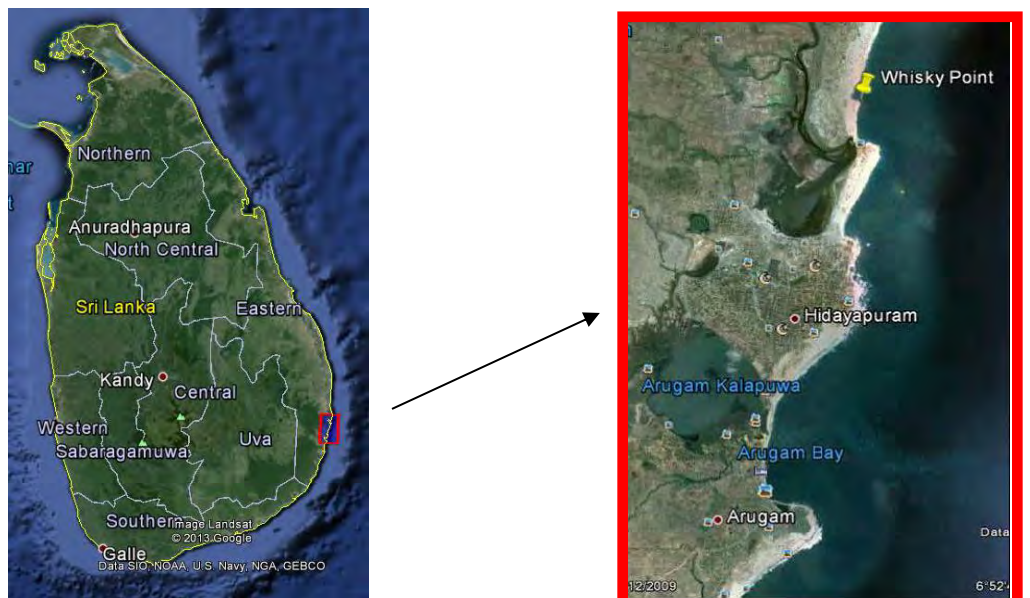 Northern
nar
Anuradhapura
North Central
Sri Lanka
Eastern
Kandy
Central
Western
Uva
Sabaragamuwa
Southern
Image Landsat
© 2013 Google
Galle
Data SIO, NOAA, U.S. Navy, NGA, GEBCO
Whisky Point
Hidayapuram
Arugam Kalapuwa
Arugam Bay
Arugam
Data
12/2009
6°52'